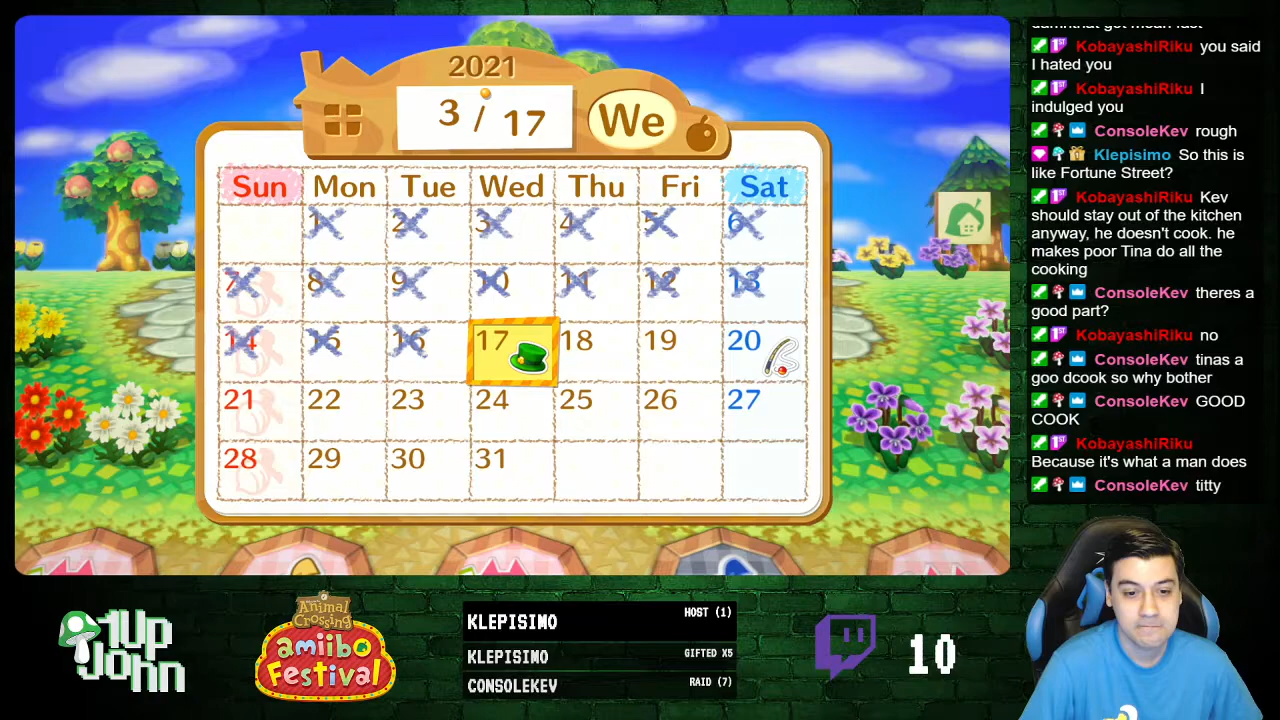 2021
3 / 17 We
Sun Mon Tue Wed Thu Fri Sat
1 2 3 4 5 6
7 8 9 10 11 12 13
14 15 16 17 18 19 20
21 22 23 24 25 26 27
28 29 30 31
KobayashiRiku you said
I hated you
KobayashiRiku I
indulged you
ConsoleKev rough
Klepisimo So this is
like Fortune Street?
KobayashiRiku Kev
should stay out of the kitchen
anyway, he doesn't cook. he
makes poor Tina do all the
cooking
ConsoleKev theres a
good part?
KobayashiRiku no
ConsoleKev tinas a
goo dcook so why bother
ConsoleKev GOOD
COOK
KobayashiRiku
Because it's what a man does
ConsoleKev titty
1Up
John
Animal
Crossing
amiibo
Festival
KLEPISIMO HOST (1)
KLEPISIMO GIFTED X5
CONSOLEKEV RAID (7)
10